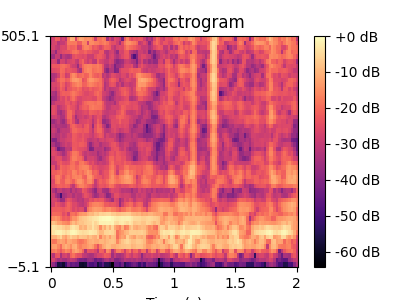 Mel Spectrogram
505.1
−5.1
0
0.5
1
1.5
2
+0 dB
-10 dB
-20 dB
-30 dB
-40 dB
-50 dB
-60 dB